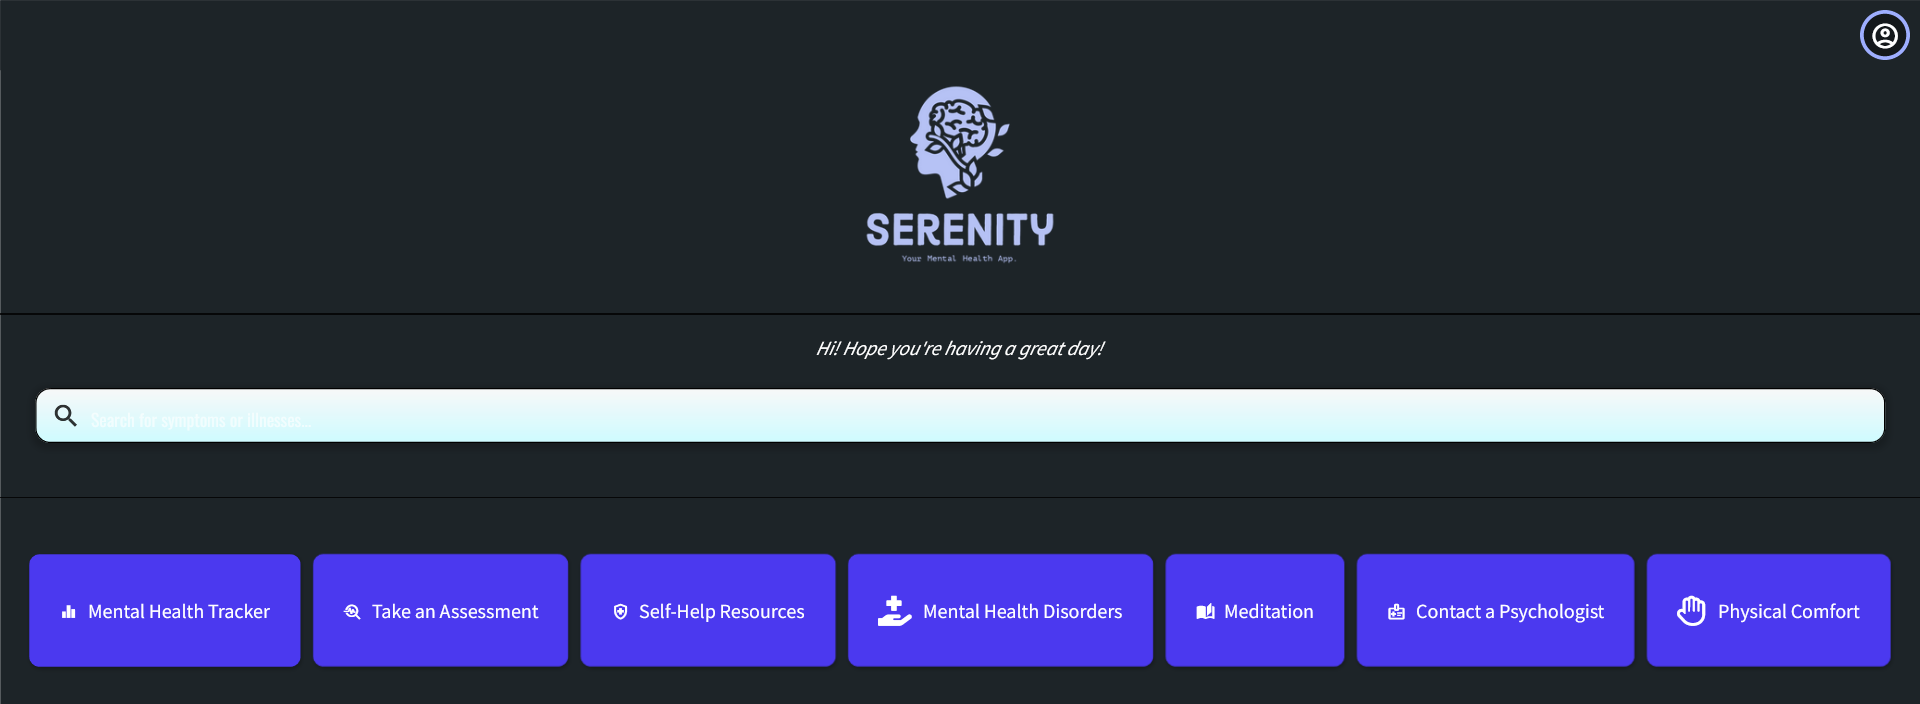 SERENITY
Your Mental Health App.
Hi! Hope you're having a great day!
Search for symptoms or illnesses...
Mental Health Tracker
Take an Assessment
Self-Help Resources
Mental Health Disorders
Meditation
Contact a Psychologist
Physical Comfort